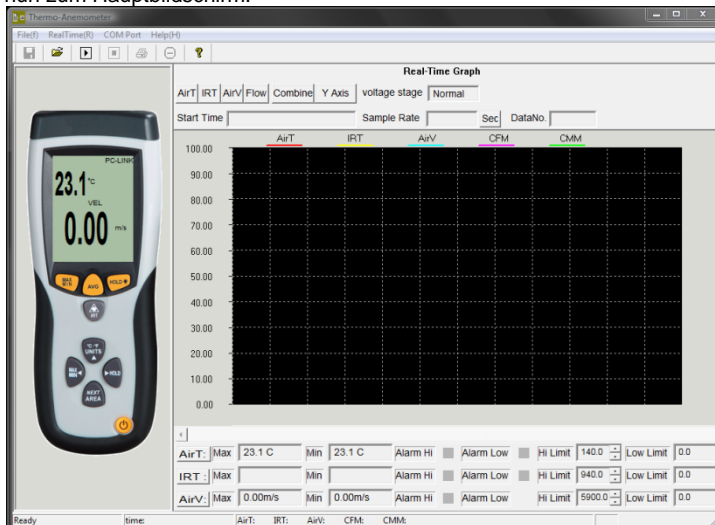 nun zum Hauptbildschirm.
Thermo-Anemometer
File(f) RealTime(R) COM Port Help(H)
Real-Time Graph
AirT IRT AirV Flow Combine Y Axis voltage stage Normal
Start Time Sample Rate Sec DataNo.
AirT IRT AirV CFM CMM
100.00
90.00
80.00
70.00
60.00
50.00
40.00
30.00
20.00
10.00
0.00
PC-LINK
23.1 °C
VEL
0.00 m/s
MAX MIN AVG HOLD
IRT
°C °F
UNITS
MAX MIN HOLD
NEXT
AREA
AirT: Max 23.1 C Min 23.1 C Alarm Hi Alarm Low Hi Limit 140.0 Low Limit 0.0
IRT : Max Min Alarm Hi Alarm Low Hi Limit 940.0 Low Limit 0.0
AirV: Max 0.00m/s Min 0.00m/s Alarm Hi Alarm Low Hi Limit 5900.0 Low Limit 0.0
Ready time: AirT: IRT: AirV: CFM: CMM: